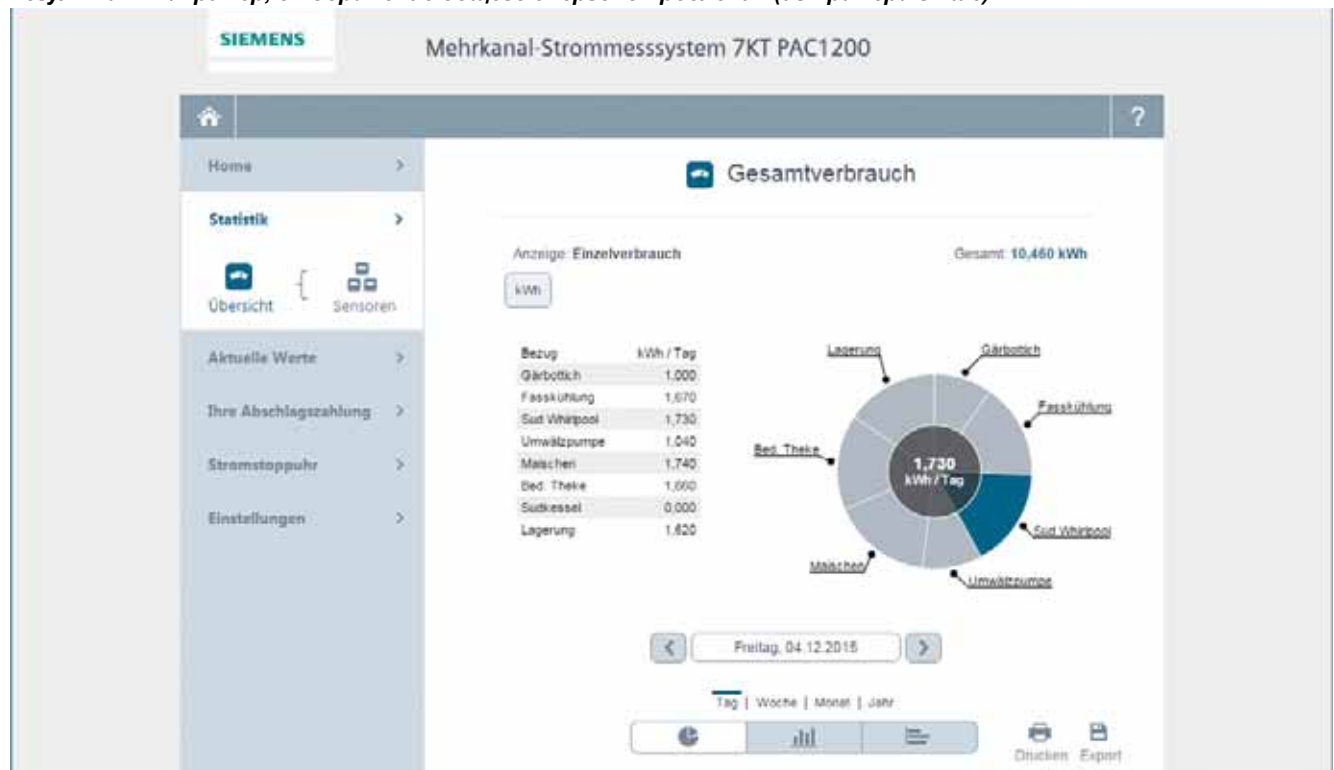 SIEMENS
Mehrkanal-Strommesssystem 7KT PAC1200
?
Home
Gesamtverbrauch
Statistik
Anzeige: Einzelverbrauch
Gesamt: 10,460 kWh
kWh
Übersicht
Sensoren
Aktuelle Werte
Ihre Abschlagszahlung
Stromstoppuhr
Einstellungen
Bezug kWh / Tag
Gärbottich 1,000
Fasskühlung 1,670
Sud Whirlpool 1,730
Umwälzpumpe 1,040
Maischen 1,740
Bed. Theke 1,660
Sudkessel 0,000
Lagerung 1,620
Lagerung
Gärbottich
Fasskühlung
Bed. Theke
1,730
kWh / Tag
Sud Whirlpool
Maischen
Umwälzpumpe
Freitag, 04.12.2015
Tag | Woche | Monat | Jahr
Drucken Export